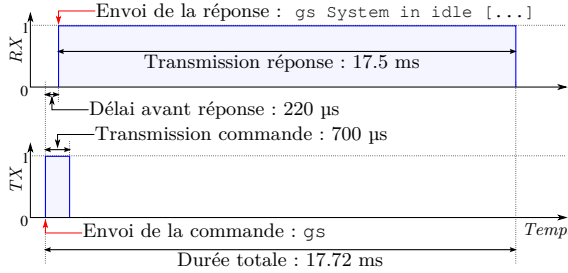 Envoi de la réponse : gs System in idle [...]
1
RX
Transmission réponse : 17.5 ms
0
Délai avant réponse : 220 µs
Transmission commande : 700 µs
1
TX
0
Envoi de la commande : gs
Temp
Durée totale : 17.72 ms